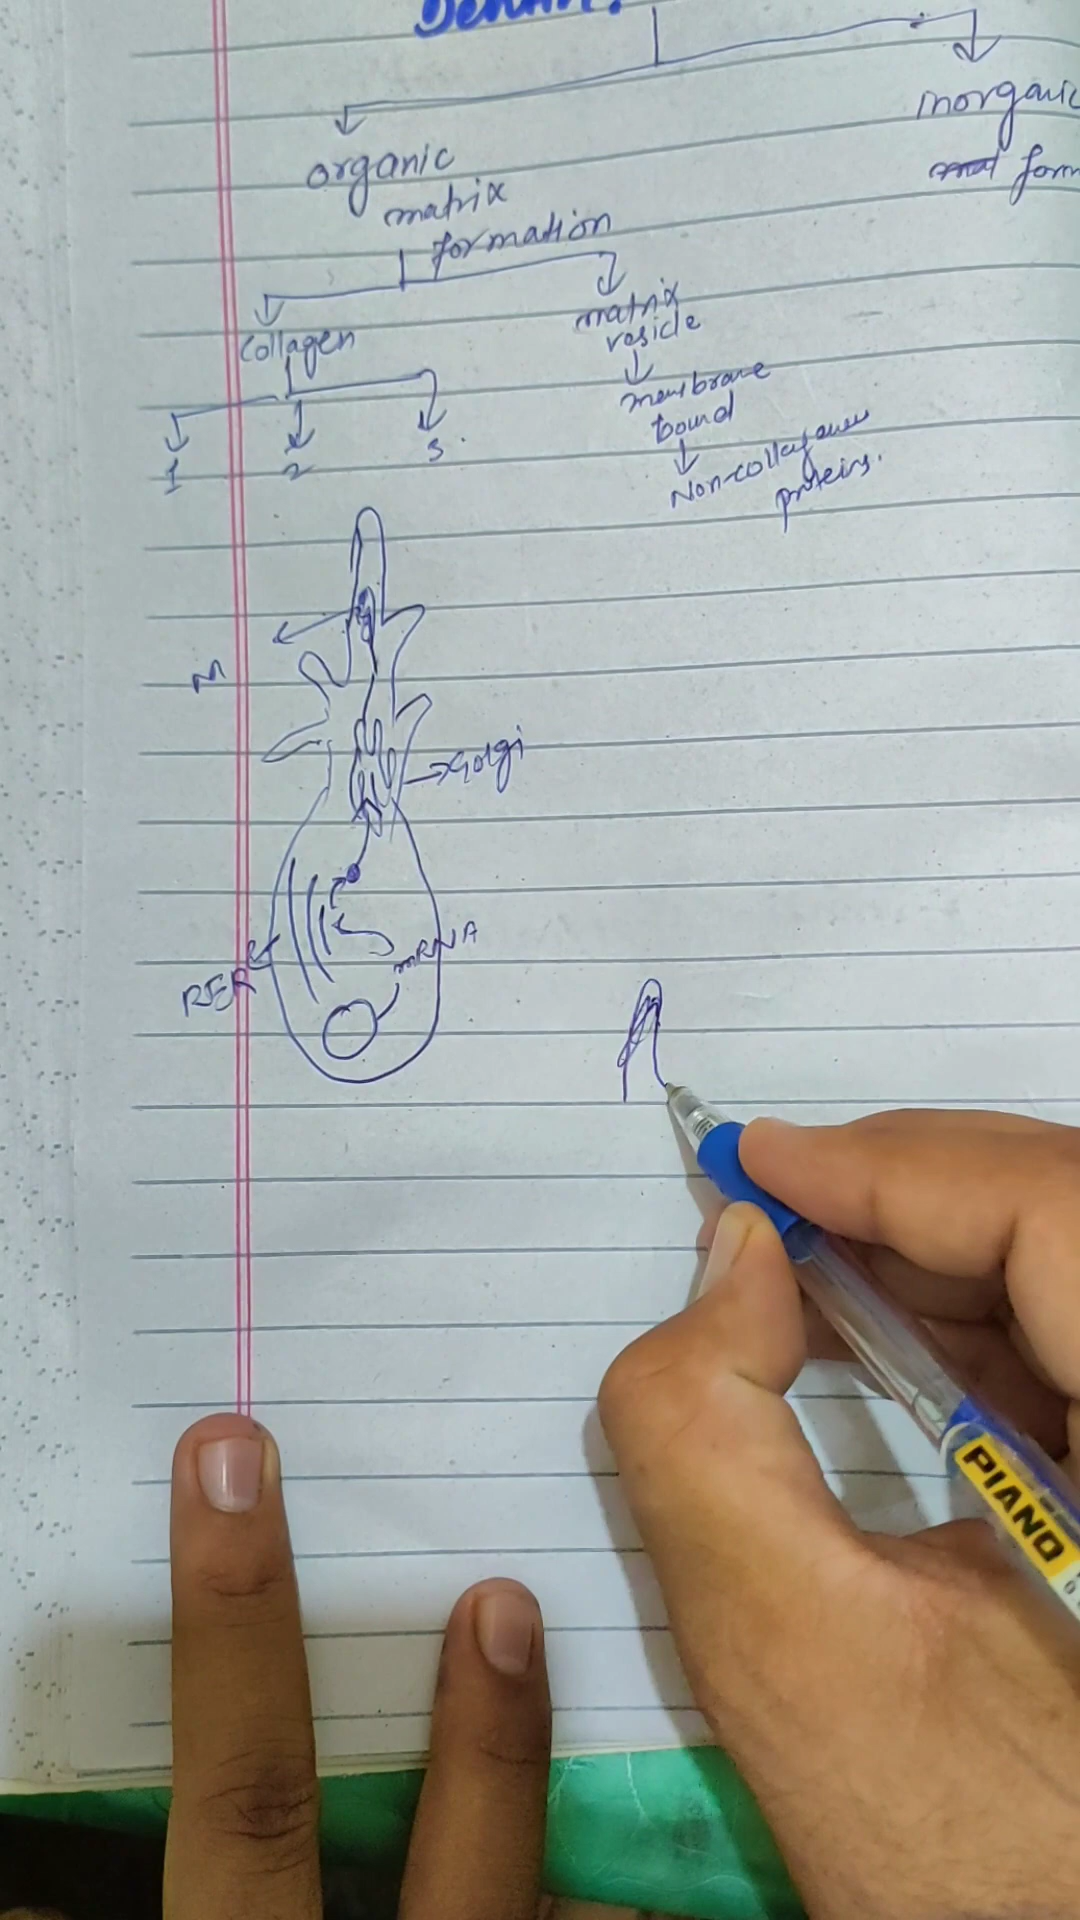 organic
inorganic
matrix
form
formation
Collagen
matrix
vesicle
membrane
bound
1 2 3.
Non-collagenous
proteins.
M
Golgi
mRNA
RER
PIANO